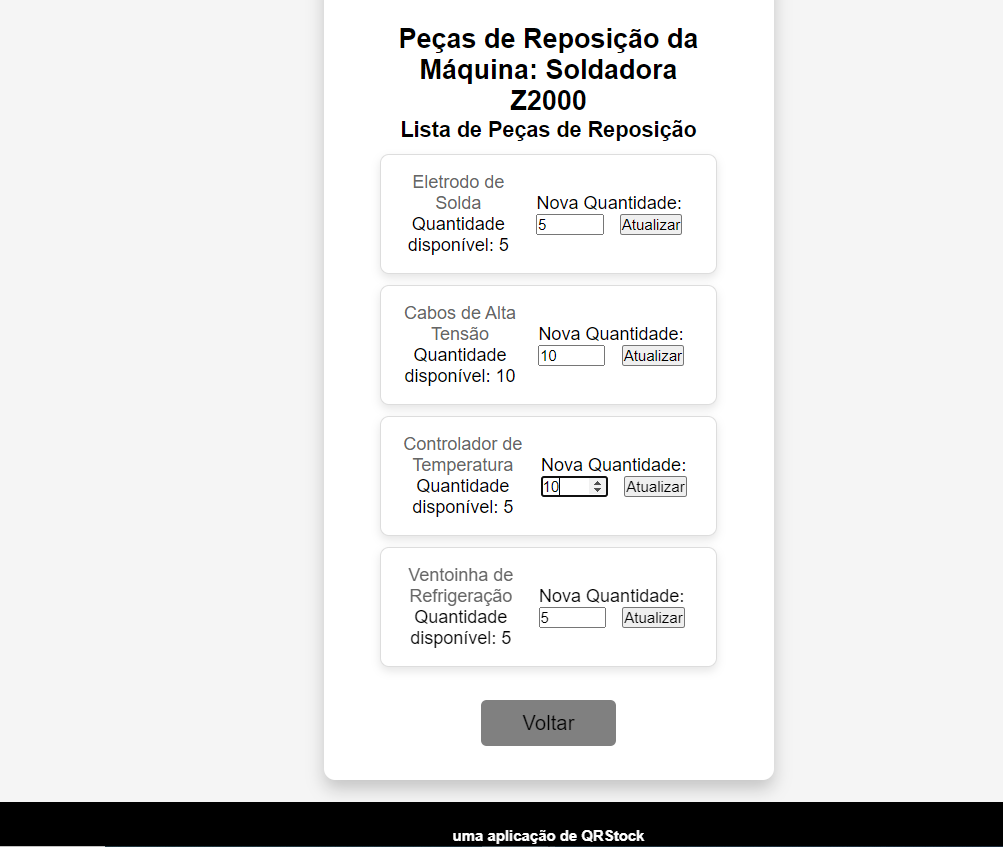 Peças de Reposição da
Máquina: Soldadora
Z2000
Lista de Peças de Reposição
Eletrodo de
Solda
Quantidade
disponível: 5
Nova Quantidade:
5 Atualizar
Cabos de Alta
Tensão
Quantidade
disponível: 10
Nova Quantidade:
10 Atualizar
Controlador de
Temperatura
Quantidade
disponível: 5
Nova Quantidade:
10 Atualizar
Ventoinha de
Refrigeração
Quantidade
disponível: 5
Nova Quantidade:
5 Atualizar
Voltar
uma aplicação de QRStock